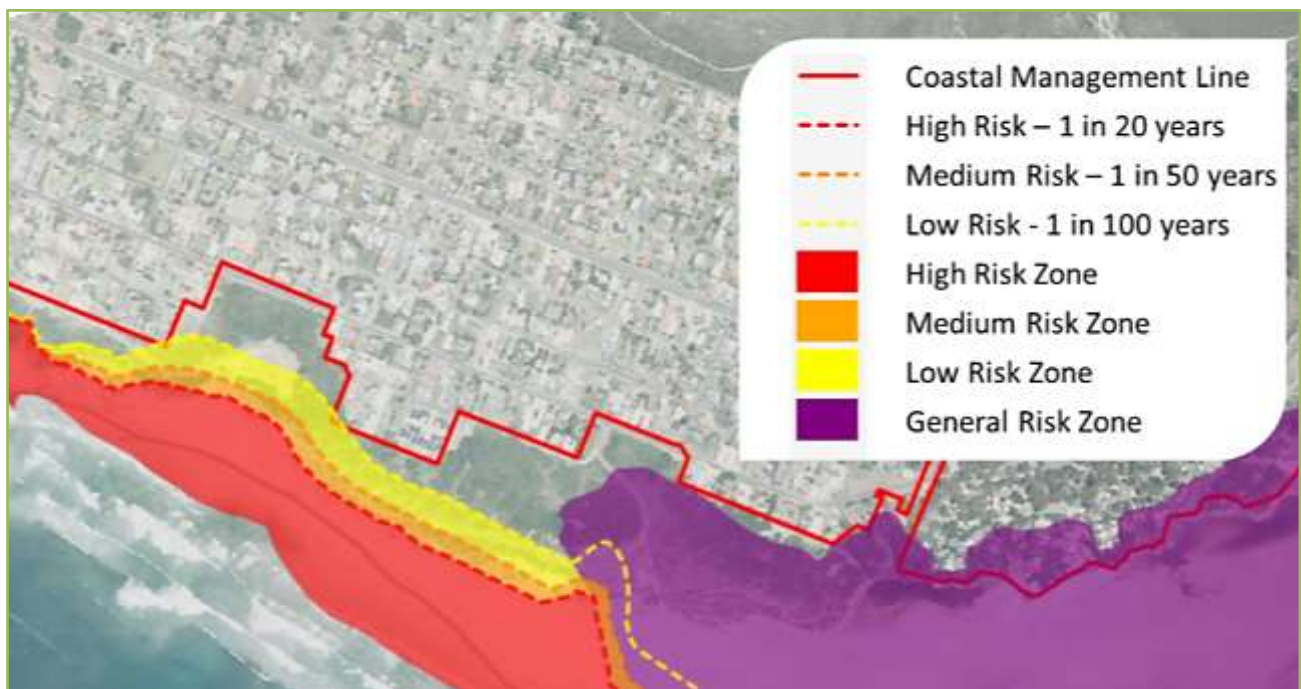 Coastal Management Line
High Risk – 1 in 20 years
Medium Risk – 1 in 50 years
Low Risk - 1 in 100 years
High Risk Zone
Medium Risk Zone
Low Risk Zone
General Risk Zone